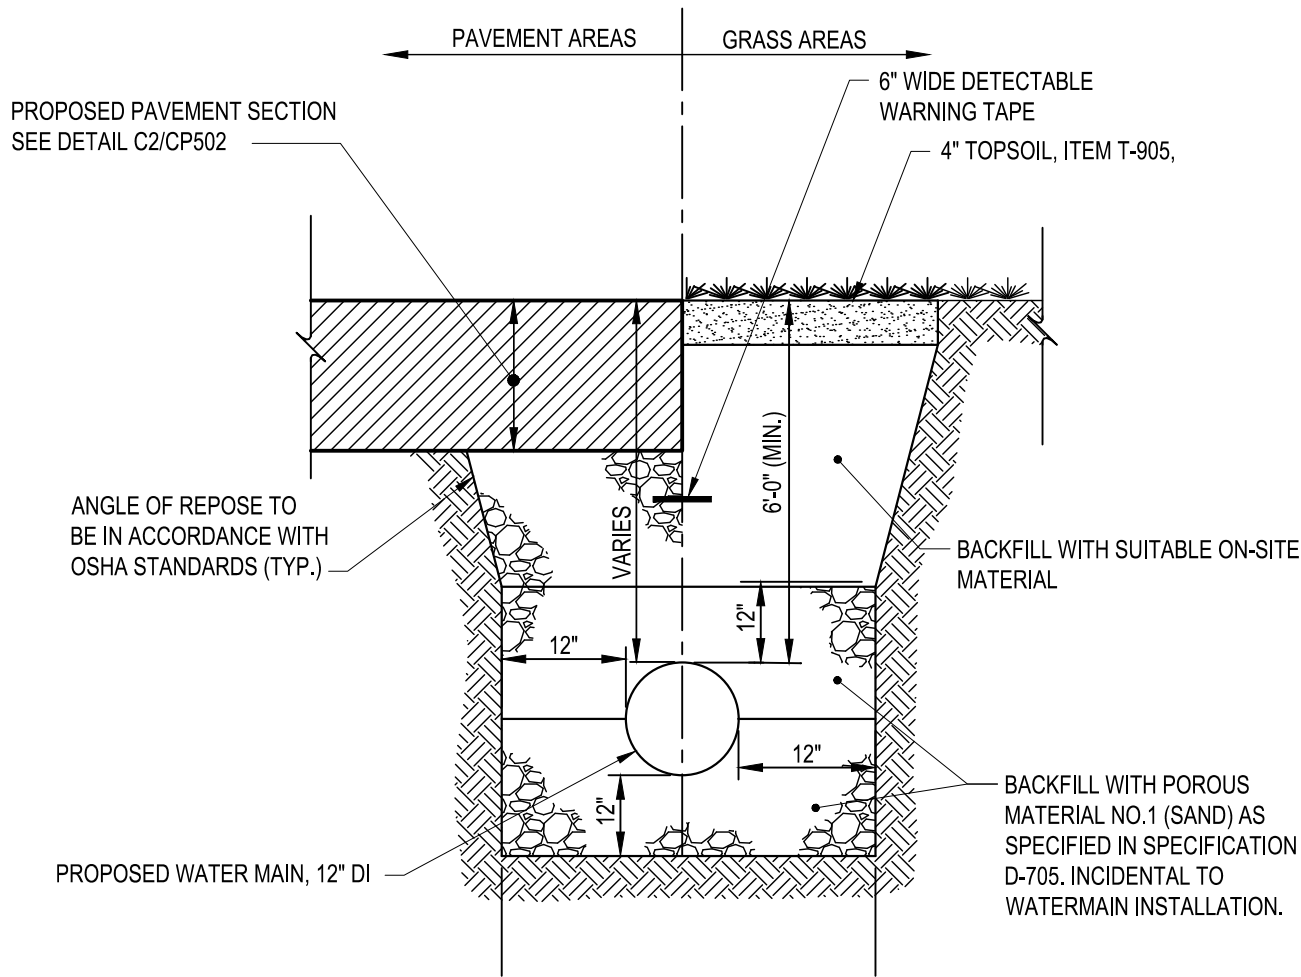 PAVEMENT AREAS
GRASS AREAS
6" WIDE DETECTABLE
WARNING TAPE
PROPOSED PAVEMENT SECTION
SEE DETAIL C2/CP502
4" TOPSOIL, ITEM T-905,
ANGLE OF REPOSE TO
BE IN ACCORDANCE WITH
OSHA STANDARDS (TYP.)
VARIES
6'-0" (MIN.)
BACKFILL WITH SUITABLE ON-SITE
MATERIAL
12"
12"
12"
12"
PROPOSED WATER MAIN, 12" DI
BACKFILL WITH POROUS
MATERIAL NO.1 (SAND) AS
SPECIFIED IN SPECIFICATION
D-705. INCIDENTAL TO
WATERMAIN INSTALLATION.